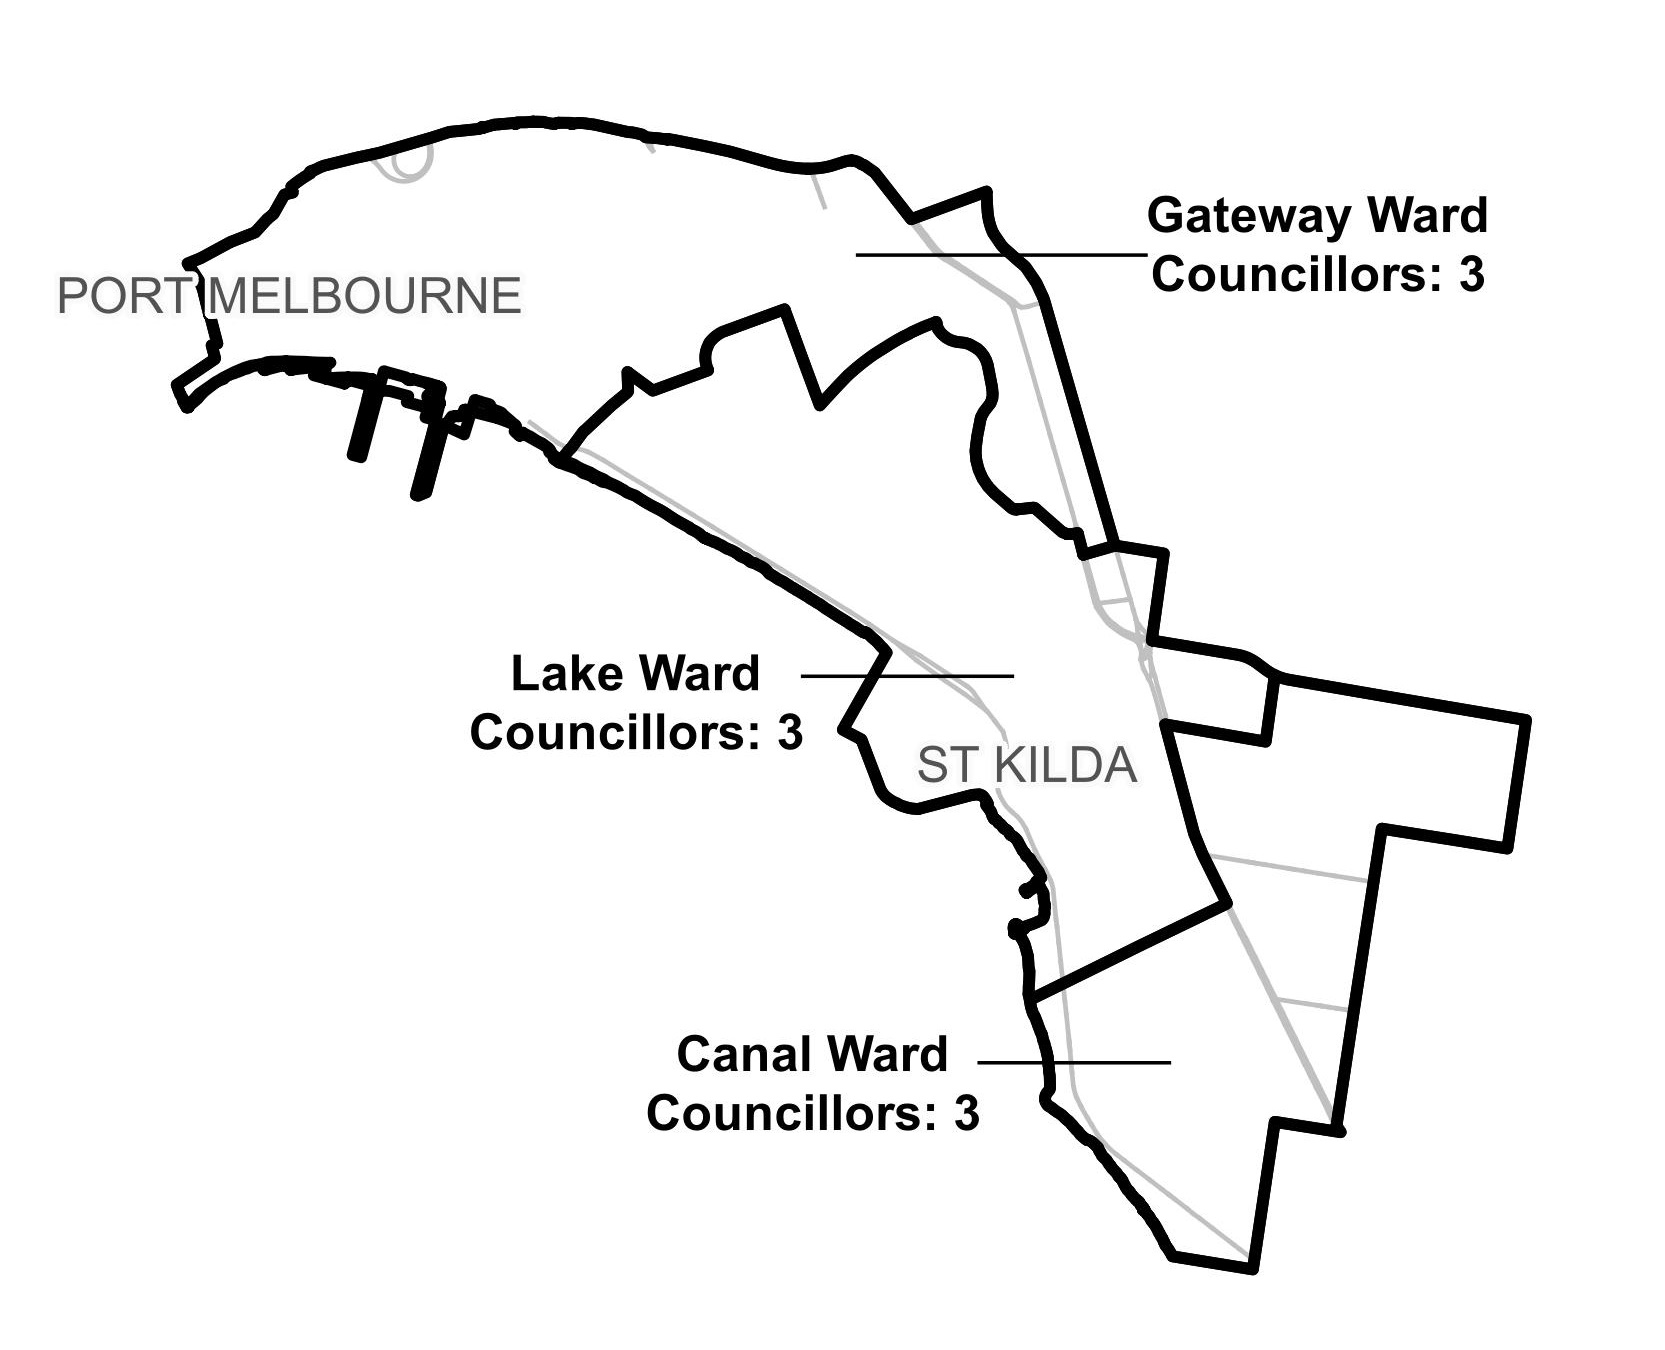 Gateway Ward
Councillors: 3
PORT MELBOURNE
Lake Ward
Councillors: 3
ST KILDA
Canal Ward
Councillors: 3